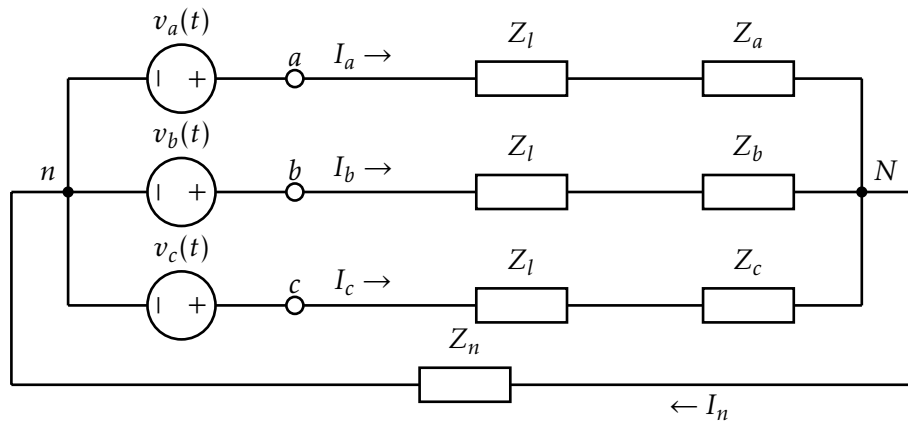 v_a(t)
a I_a → Z_l Z_a
− +
v_b(t)
n b I_b → Z_l Z_b N
− +
v_c(t)
c I_c → Z_l Z_c
− +
Z_n
← I_n